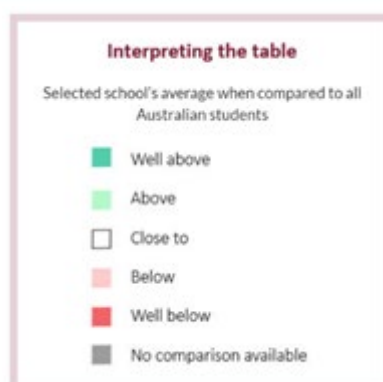 Interpreting the table
Selected school's average when compared to all
Australian students
Well above
Above
Close to
Below
Well below
No comparison available